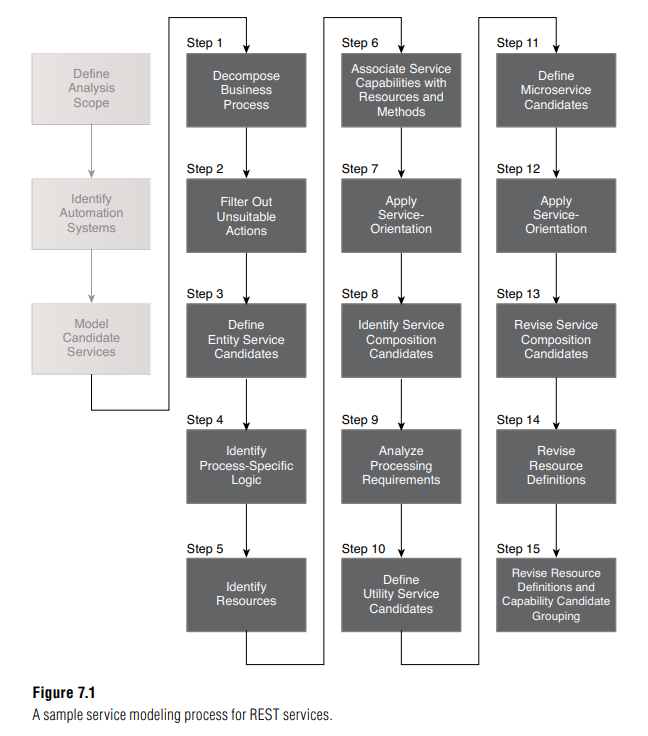 Define
Analysis
Scope
Identify
Automation
Systems
Model
Candidate
Services
Step 1
Decompose
Business
Process
Step 2
Filter Out
Unsuitable
Actions
Step 3
Define
Entity Service
Candidates
Step 4
Identify
Process-Specific
Logic
Step 5
Identify
Resources
Step 6
Associate Service
Capabilities with
Resources and
Methods
Step 7
Apply
Service-
Orientation
Step 8
Identify Service
Composition
Candidates
Step 9
Analyze
Processing
Requirements
Step 10
Define
Utility Service
Candidates
Step 11
Define
Microservice
Candidates
Step 12
Apply
Service-
Orientation
Step 13
Revise Service
Composition
Candidates
Step 14
Revise
Resource
Definitions
Step 15
Revise Resource
Definitions and
Capability Candidate
Grouping
Figure 7.1
A sample service modeling process for REST services.